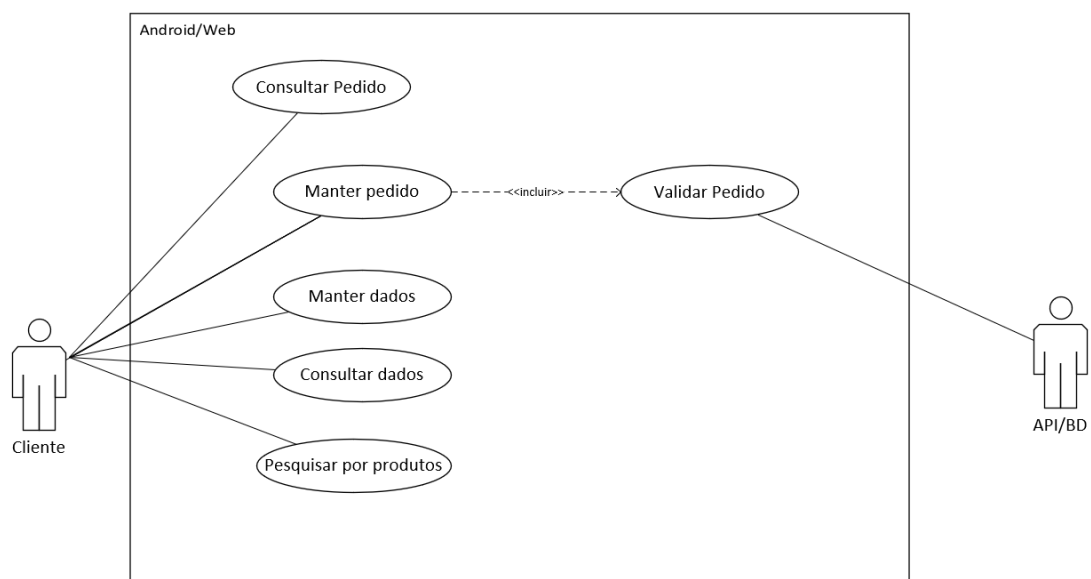 Android/Web
Consultar Pedido
Manter pedido
<<incluir>>
Validar Pedido
Manter dados
Consultar dados
Pesquisar por produtos
Cliente
API/BD